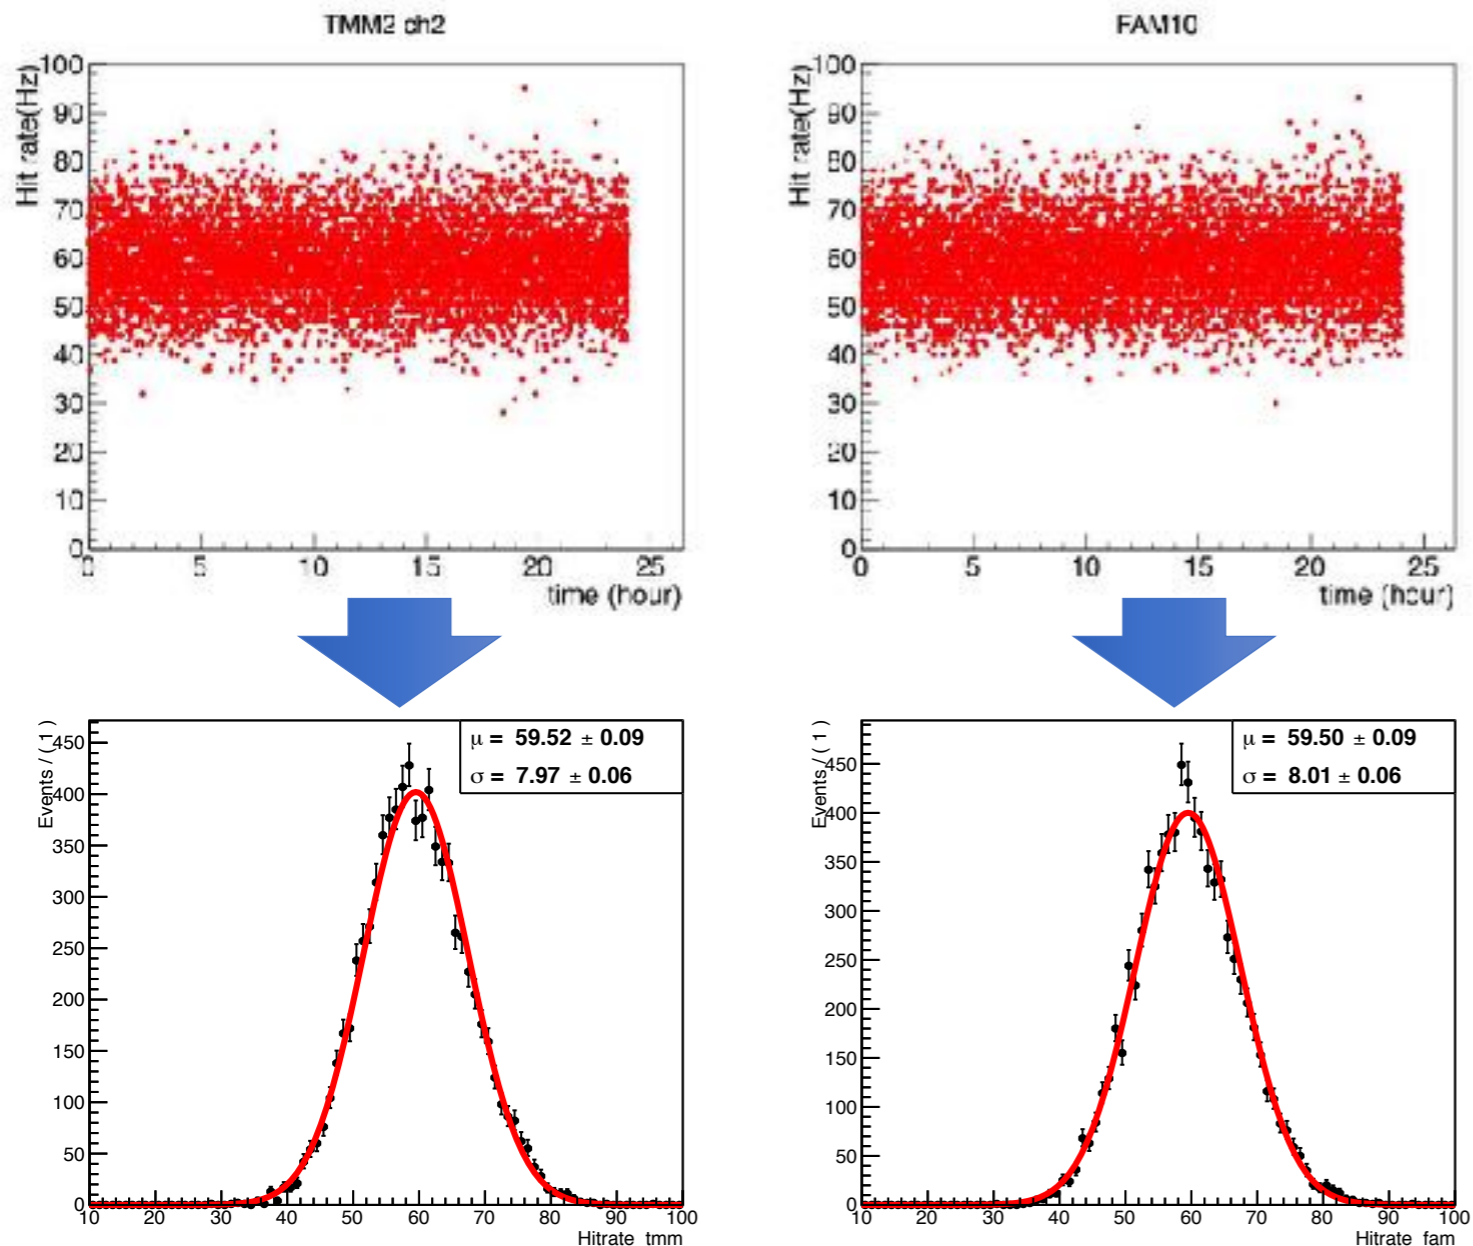 TMM2 ch2
Hit rate(Hz)
100
90
80
70
60
50
40
30
20
10
0
0 5 10 15 20 25
time (hour)
FAM10
Hit rate(Hz)
100
90
80
70
60
50
40
30
20
10
0
0 5 10 15 20 25
time (hour)
Events / ( 1 )
μ = 59.52 ± 0.09
σ = 7.97 ± 0.06
450
400
350
300
250
200
150
100
50
0
10 20 30 40 50 60 70 80 90 100
Hitrate tmm
Events / ( 1 )
μ = 59.50 ± 0.09
σ = 8.01 ± 0.06
450
400
350
300
250
200
150
100
50
0
10 20 30 40 50 60 70 80 90 100
Hitrate fam